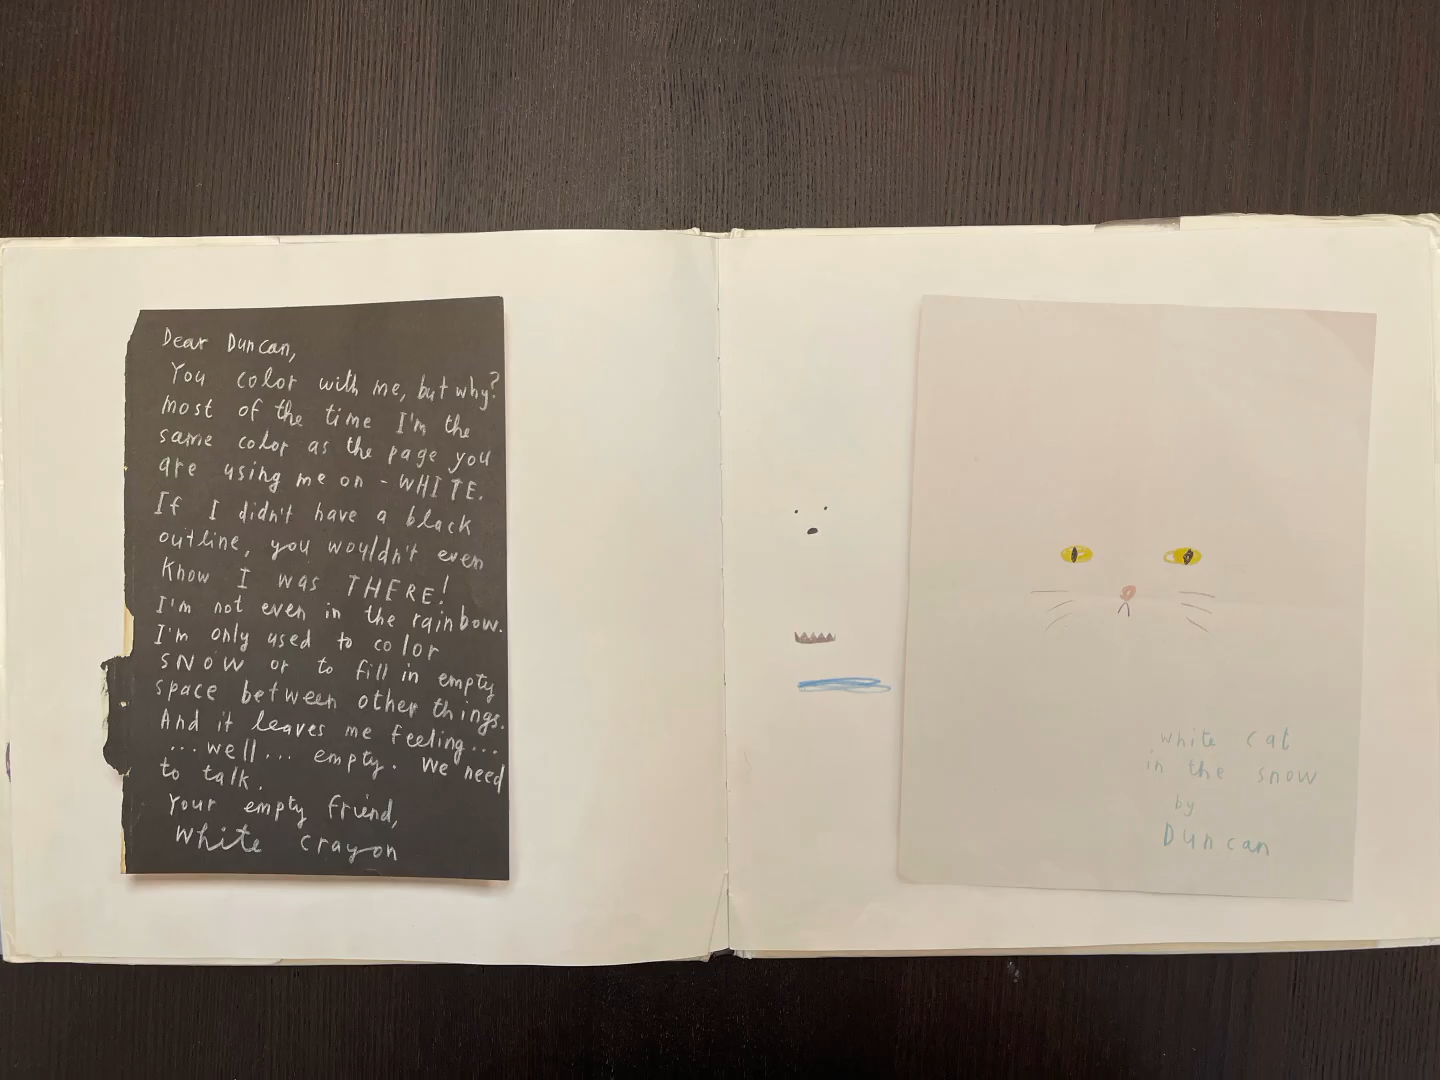 Dear Duncan,
You color with me, but why?
most of the time I'm the
same color as the page you
are using me on - WHITE.
If I didn't have a black
outline, you wouldn't even
know I was THERE!
I'm not even in the rainbow.
I'm only used to color
SNOW or to fill in empty
space between other things.
And it leaves me feeling...
...well... empty. We need
to talk.
Your empty friend,
White crayon
white cat
in the snow
by
Duncan